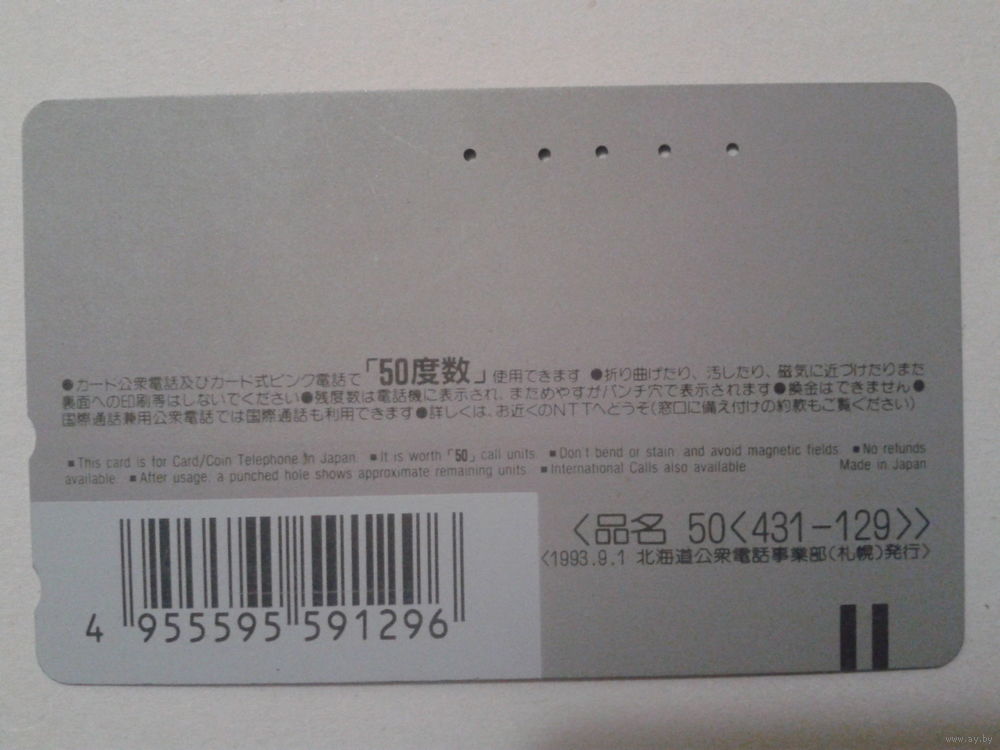 ●カード公衆電話及びカード式ピンク電話で「50度数」使用できます ●折り曲げたり、汚したり、磁気に近づけたりまた
裏面への印刷等はしないでください●残度数は電話機に表示され、まためやすがパンチ穴で表示されます●換金はできません●
国際通話兼用公衆電話では国際通話も利用できます●詳しくは、お近くのNTTへどうぞ(窓口に備え付けの約款もご覧ください)
■This card is for Card/Coin Telephone in Japan. ■It is worth「50」call units. ■Don't bend or stain and avoid magnetic fields. ■No refunds
available. ■After usage, a punched hole shows approximate remaining units. ■International Calls also available. Made in Japan
〈品名 50〈431-129〉〉
〈1993.9.1 北海道公衆電話事業部(札幌)発行〉
4 955595 591296
www.ay.by